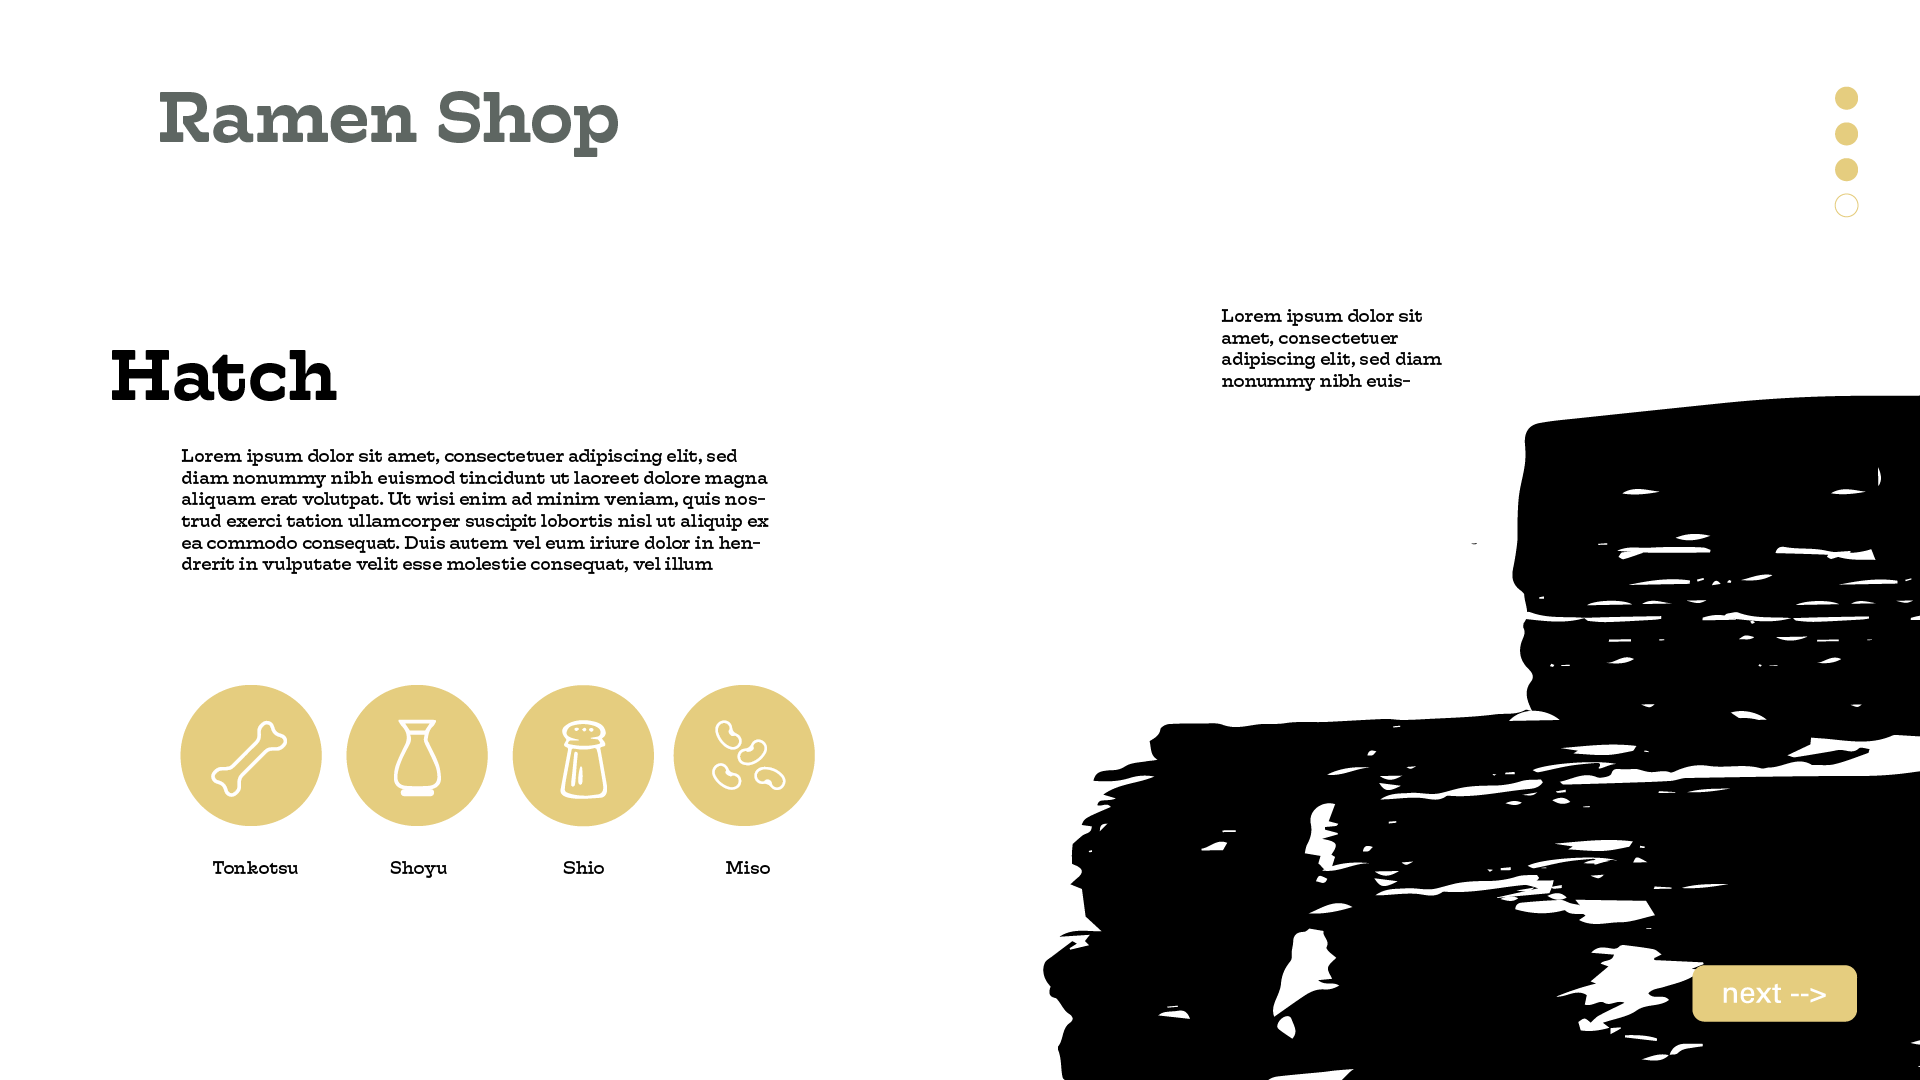 Ramen Shop
Hatch
Lorem ipsum dolor sit amet, consectetuer adipiscing elit, sed
diam nonummy nibh euismod tincidunt ut laoreet dolore magna
aliquam erat volutpat. Ut wisi enim ad minim veniam, quis nos-
trud exerci tation ullamcorper suscipit lobortis nisl ut aliquip ex
ea commodo consequat. Duis autem vel eum iriure dolor in hen-
drerit in vulputate velit esse molestie consequat, vel illum
Tonkotsu
Shoyu
Shio
Miso
Lorem ipsum dolor sit
amet, consectetuer
adipiscing elit, sed diam
nonummy nibh euis-
next -->